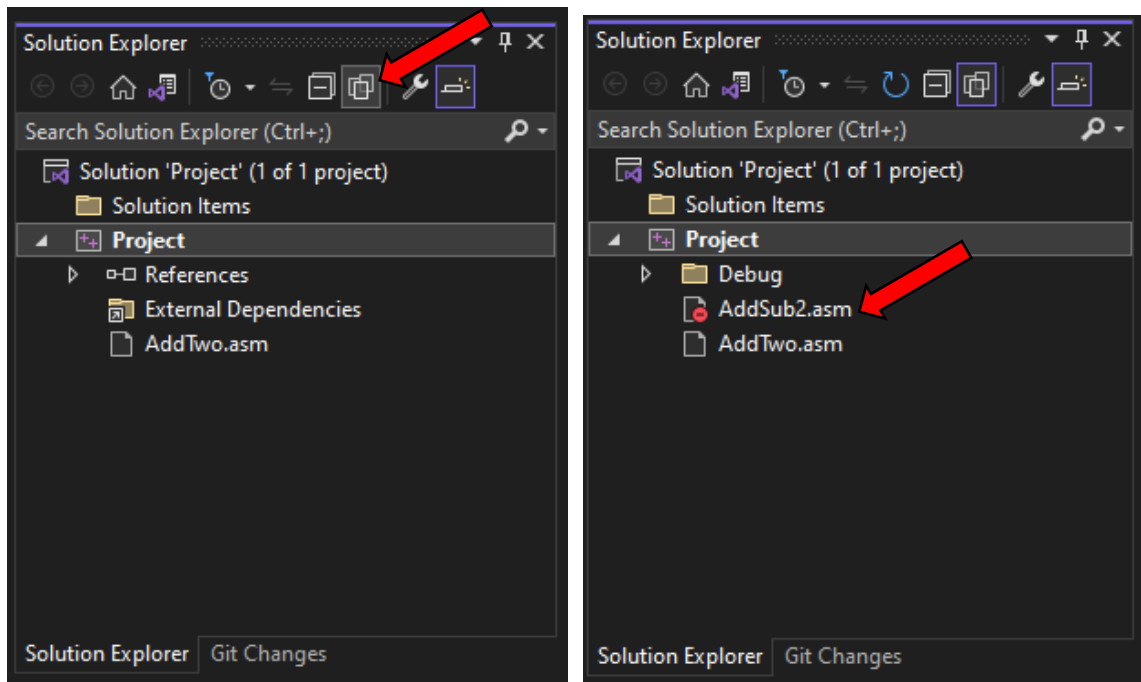 Solution Explorer
Search Solution Explorer (Ctrl+;)
Solution 'Project' (1 of 1 project)
Solution Items
Project
References
External Dependencies
AddTwo.asm
Solution Explorer Git Changes
Solution Explorer
Search Solution Explorer (Ctrl+;)
Solution 'Project' (1 of 1 project)
Solution Items
Project
Debug
AddSub2.asm
AddTwo.asm
Solution Explorer Git Changes